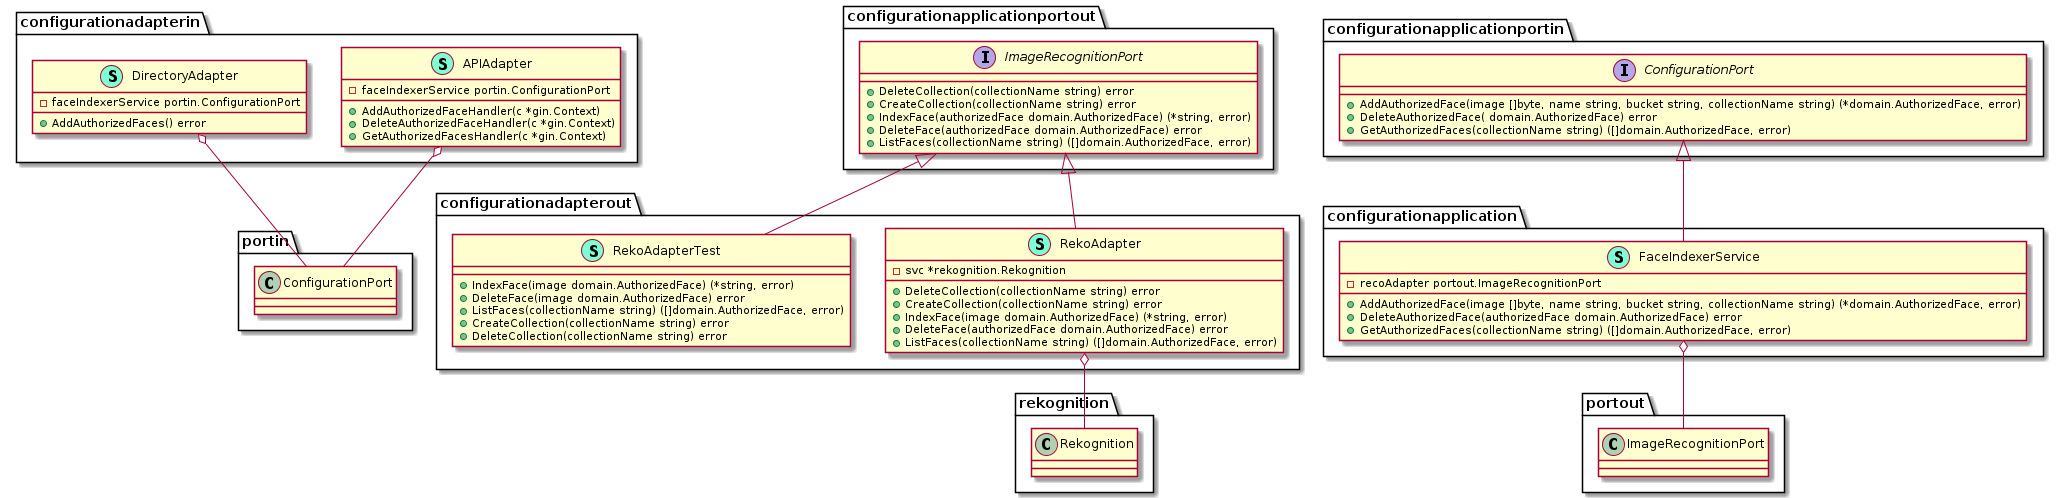 configurationadapterin
S DirectoryAdapter
faceIndexerService portin.ConfigurationPort
AddAuthorizedFaces() error
S APIAdapter
faceIndexerService portin.ConfigurationPort
AddAuthorizedFaceHandler(c *gin.Context)
DeleteAuthorizedFaceHandler(c *gin.Context)
GetAuthorizedFacesHandler(c *gin.Context)
portin
C ConfigurationPort
configurationapplicationportout
I ImageRecognitionPort
DeleteCollection(collectionName string) error
CreateCollection(collectionName string) error
IndexFace(authorizedFace domain.AuthorizedFace) (*string, error)
DeleteFace(authorizedFace domain.AuthorizedFace) error
ListFaces(collectionName string) ([]domain.AuthorizedFace, error)
configurationadapterout
S RekoAdapterTest
IndexFace(image domain.AuthorizedFace) (*string, error)
DeleteFace(image domain.AuthorizedFace) error
ListFaces(collectionName string) ([]domain.AuthorizedFace, error)
CreateCollection(collectionName string) error
DeleteCollection(collectionName string) error
S RekoAdapter
svc *rekognition.Rekognition
DeleteCollection(collectionName string) error
CreateCollection(collectionName string) error
IndexFace(image domain.AuthorizedFace) (*string, error)
DeleteFace(authorizedFace domain.AuthorizedFace) error
ListFaces(collectionName string) ([]domain.AuthorizedFace, error)
rekognition
C Rekognition
configurationapplicationportin
I ConfigurationPort
AddAuthorizedFace(image []byte, name string, bucket string, collectionName string) (*domain.AuthorizedFace, error)
DeleteAuthorizedFace( domain.AuthorizedFace) error
GetAuthorizedFaces(collectionName string) ([]domain.AuthorizedFace, error)
configurationapplication
S FaceIndexerService
recoAdapter portout.ImageRecognitionPort
AddAuthorizedFace(image []byte, name string, bucket string, collectionName string) (*domain.AuthorizedFace, error)
DeleteAuthorizedFace(authorizedFace domain.AuthorizedFace) error
GetAuthorizedFaces(collectionName string) ([]domain.AuthorizedFace, error)
portout
C ImageRecognitionPort